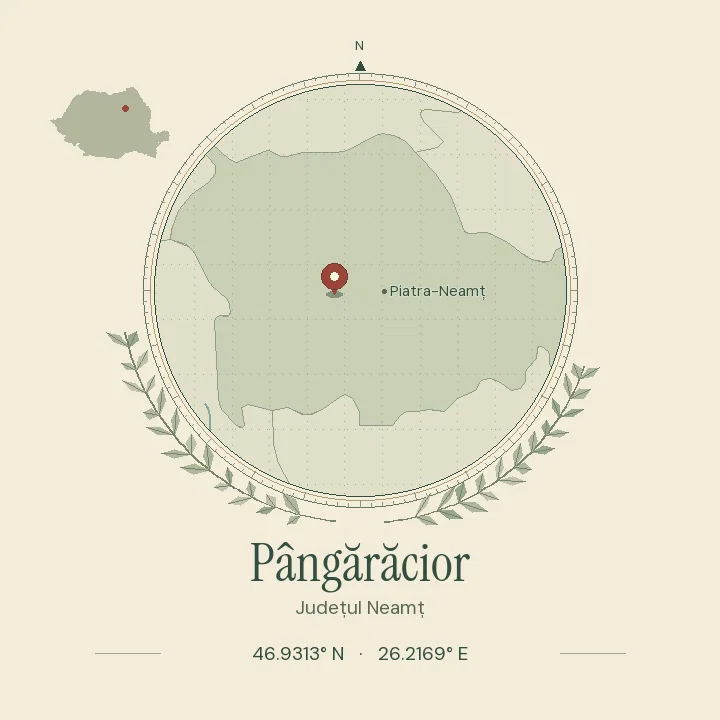 N
Piatra-Neamț
Pângărăcior
Județul Neamț
46.9313° N · 26.2169° E